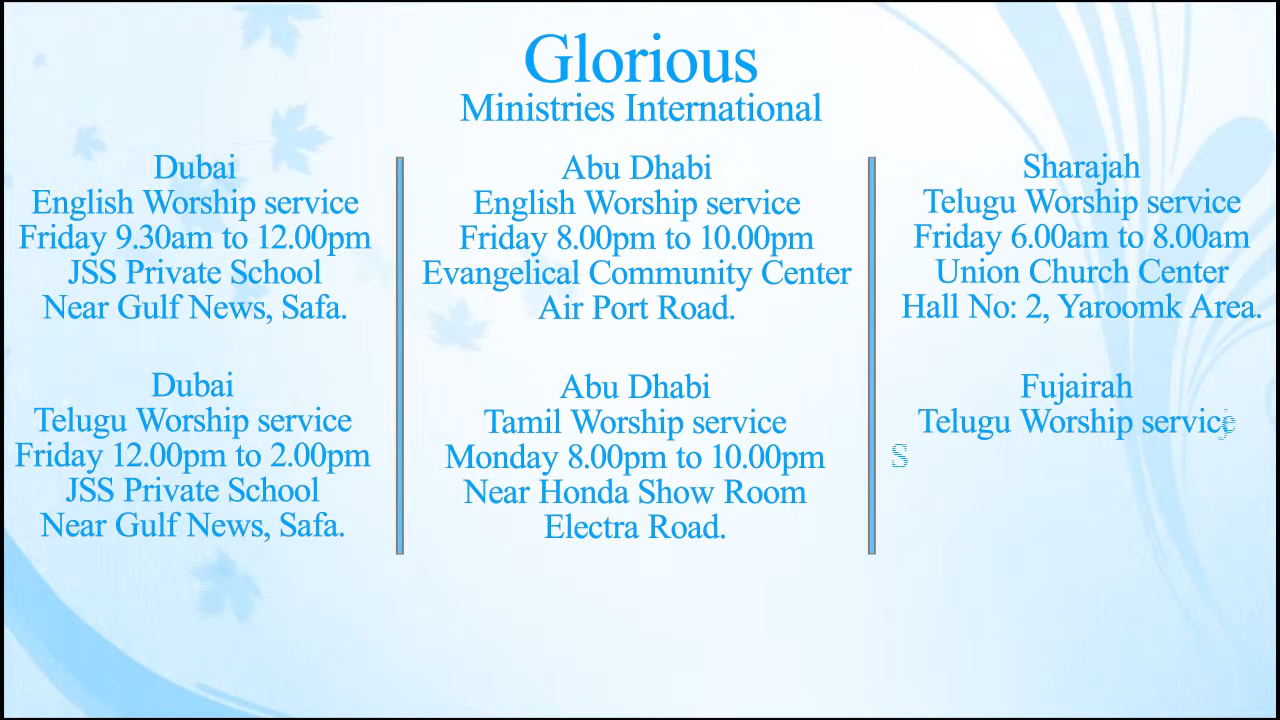 Glorious
Ministries International
Dubai
English Worship service
Friday 9.30am to 12.00pm
JSS Private School
Near Gulf News, Safa.
Dubai
Telugu Worship service
Friday 12.00pm to 2.00pm
JSS Private School
Near Gulf News, Safa.
Abu Dhabi
English Worship service
Friday 8.00pm to 10.00pm
Evangelical Community Center
Air Port Road.
Abu Dhabi
Tamil Worship service
Monday 8.00pm to 10.00pm
Near Honda Show Room
Electra Road.
Sharajah
Telugu Worship service
Friday 6.00am to 8.00am
Union Church Center
Hall No: 2, Yaroomk Area.
Fujairah
Telugu Worship service
S